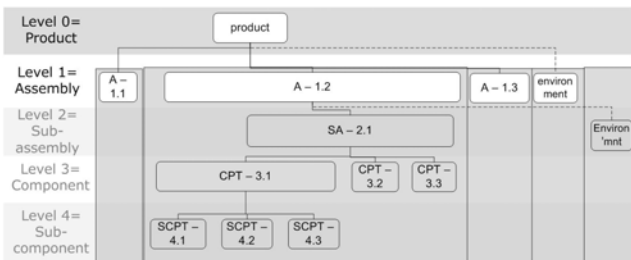 Level 0=
Product
product
Level 1=
Assembly
A –
1.1
A – 1.2
A – 1.3
environ
ment
Level 2=
Sub-
assembly
SA – 2.1
Environ
'mnt
Level 3=
Component
CPT – 3.1
CPT –
3.2
CPT –
3.3
Level 4=
Sub-
component
SCPT –
4.1
SCPT –
4.2
SCPT –
4.3